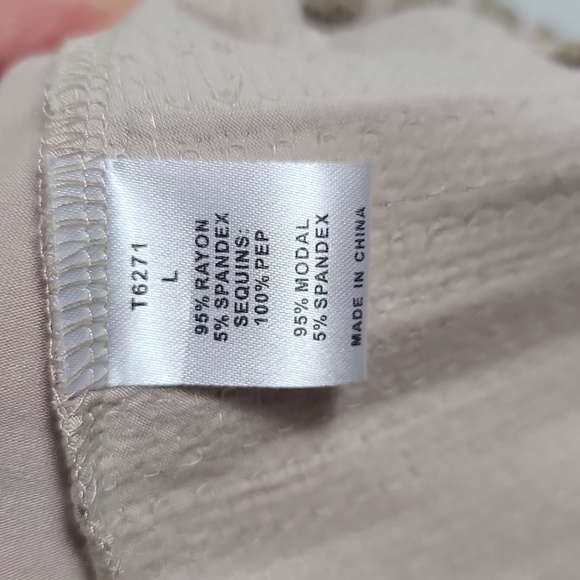 T6271
L
95% RAYON
5% SPANDEX
SEQUINS:
100% PEP
95% MODAL
5% SPANDEX
MADE IN CHINA